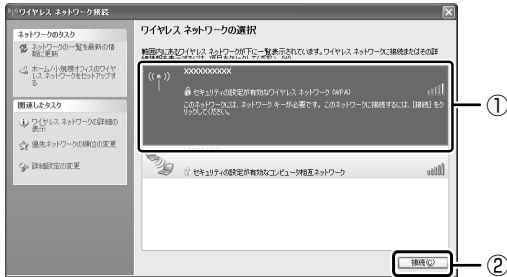 ワイヤレス ネットワーク接続
ネットワークのタスク
ネットワークの一覧を最新の情
報に更新
ホーム/小規模オフィスのワイヤ
レス ネットワークをセットアップす
る
関連したタスク
ワイヤレス ネットワークの詳細の
表示
優先ネットワークの順位の変更
詳細設定の変更
ワイヤレス ネットワークの選択
範囲内にあるワイヤレス ネットワークが下に一覧表示されています。ワイヤレス ネットワークに接続またはその詳
XXXXXXXXXX
セキュリティの設定が有効なワイヤレス ネットワーク (WPA)
このネットワークには、ネットワーク キーが必要です。このネットワークに接続するには、[接続] をク
リックしてください。
セキュリティの設定が有効なコンピュータ相互ネットワーク
接続(C)
①
②